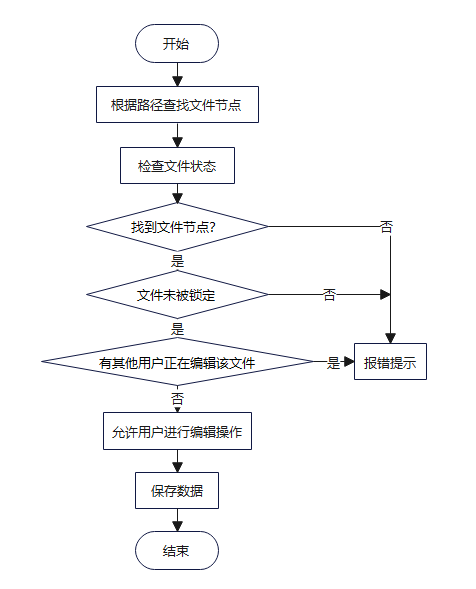 开始
根据路径查找文件节点
检查文件状态
找到文件节点?
否
是
文件未被锁定
否
是
有其他用户正在编辑该文件
是
报错提示
否
允许用户进行编辑操作
保存数据
结束